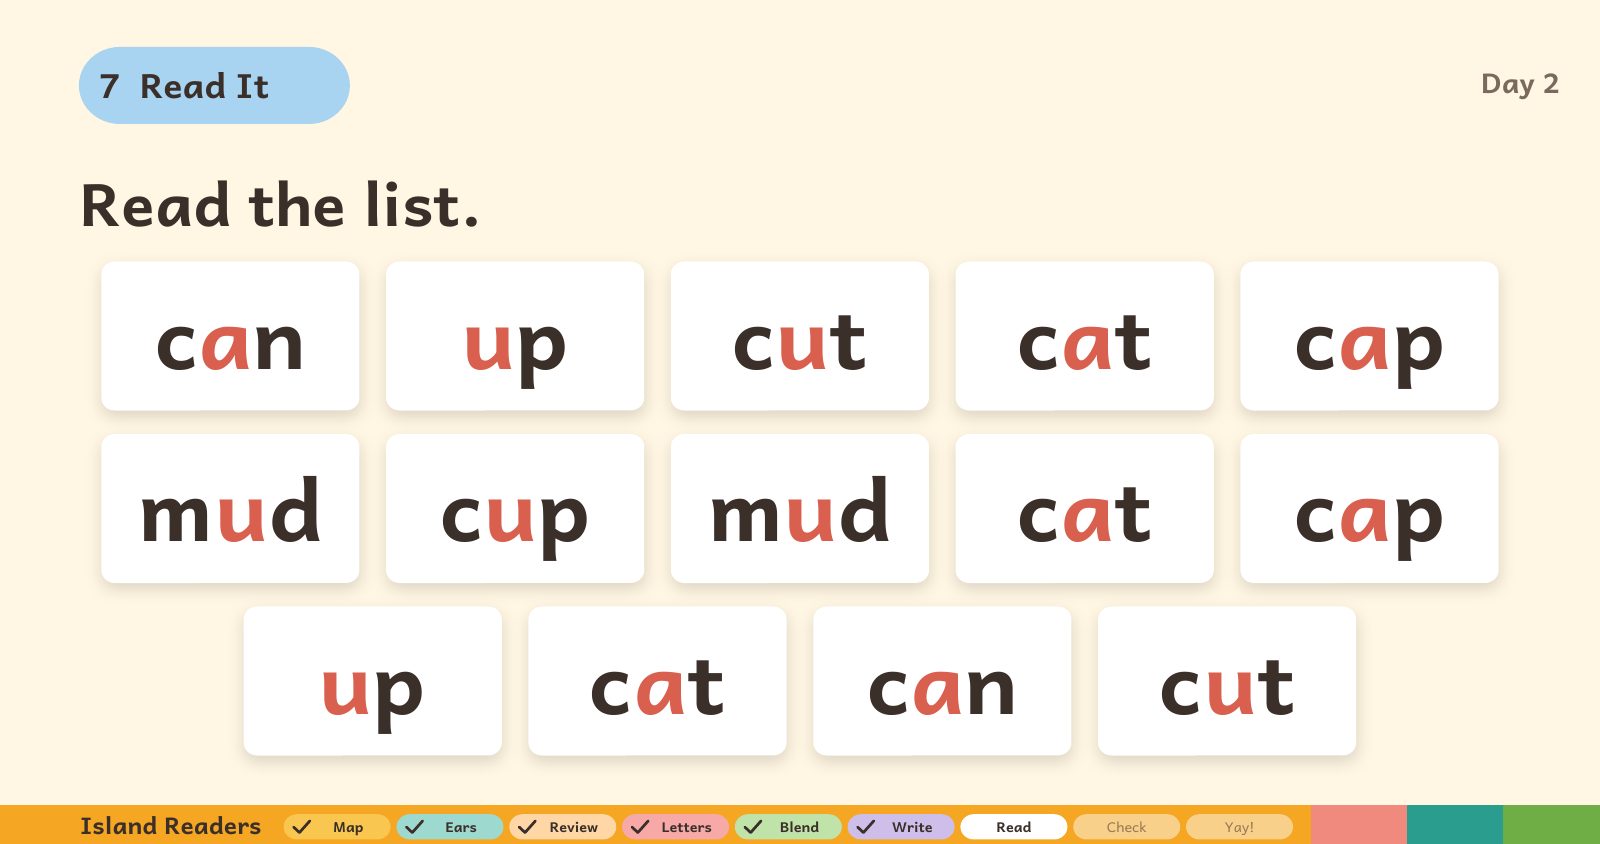 7 Read It
Day 2
Read the list.
can up cut cat cap
mud cup mud cat cap
up cat can cut
Island Readers Map Ears Review Letters Blend Write Read Check Yay!